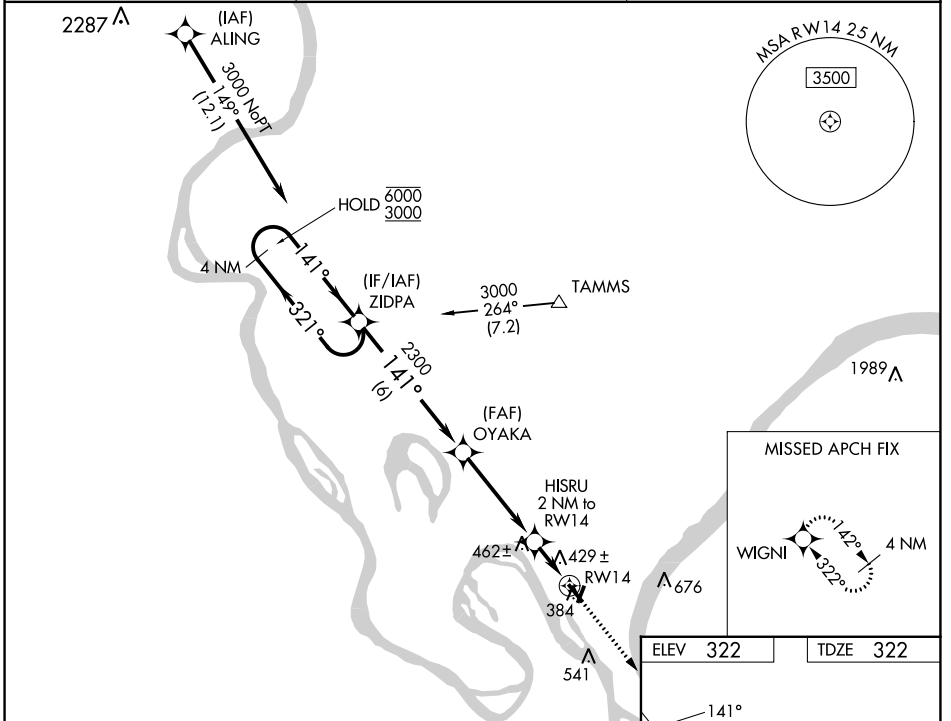 2287
(IAF)
ALING
3000 NoPT
149°
(12.1)
MSA RW14 25 NM
3500
HOLD 6000
3000
4 NM
141°
321°
(IF/IAF)
ZIDPA
TAMMS
3000
264°
(7.2)
2300
141°
(6)
1989
(FAF)
OYAKA
MISSED APCH FIX
WIGNI
142°
322°
4 NM
HISRU
2 NM to
RW14
462±
429 ±
RW14
384
676
541
ELEV 322
TDZE 322
141°